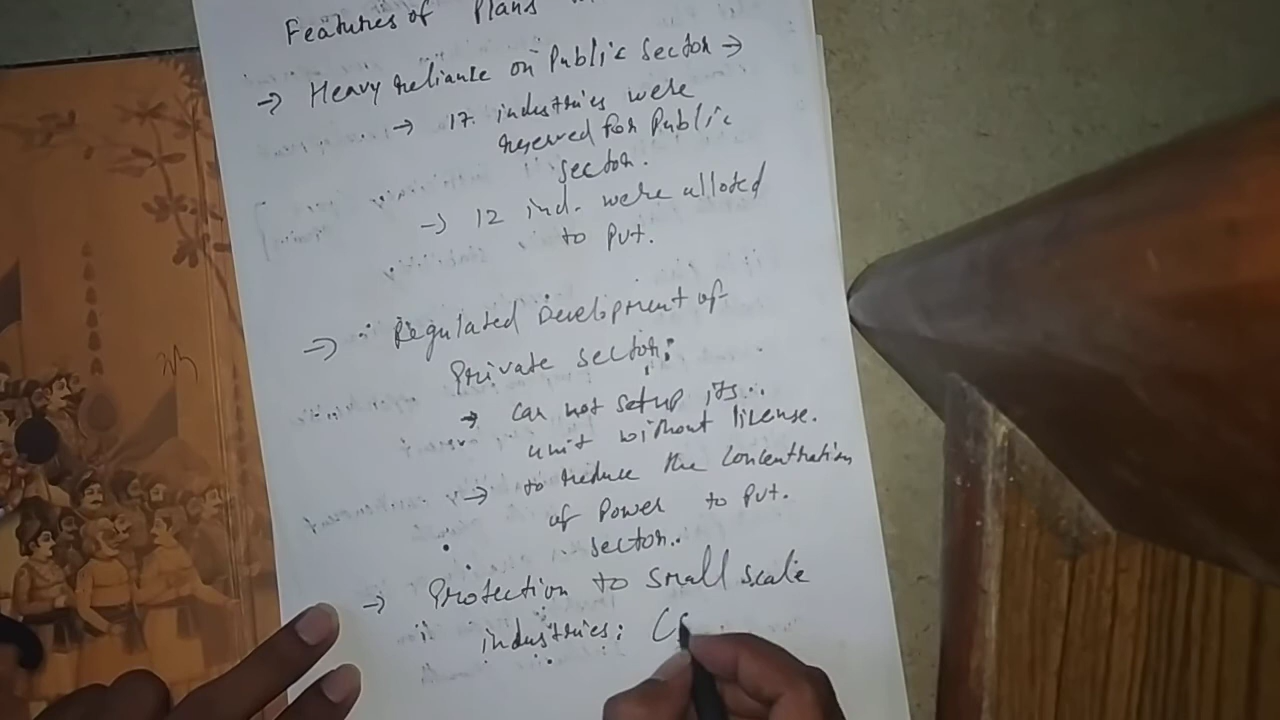 Features of Plans
→ Heavy reliance on Public sector →
→ 17 industries were
reserved for Public
sector.
→ 12 ind. were alloted
to Pvt.
→ Regulated Development of
Private sector:
→ can not setup its
unit without license.
→ to reduce the concentration
of Power to Pvt.
sector.
→ Protection to small scale
industries: (